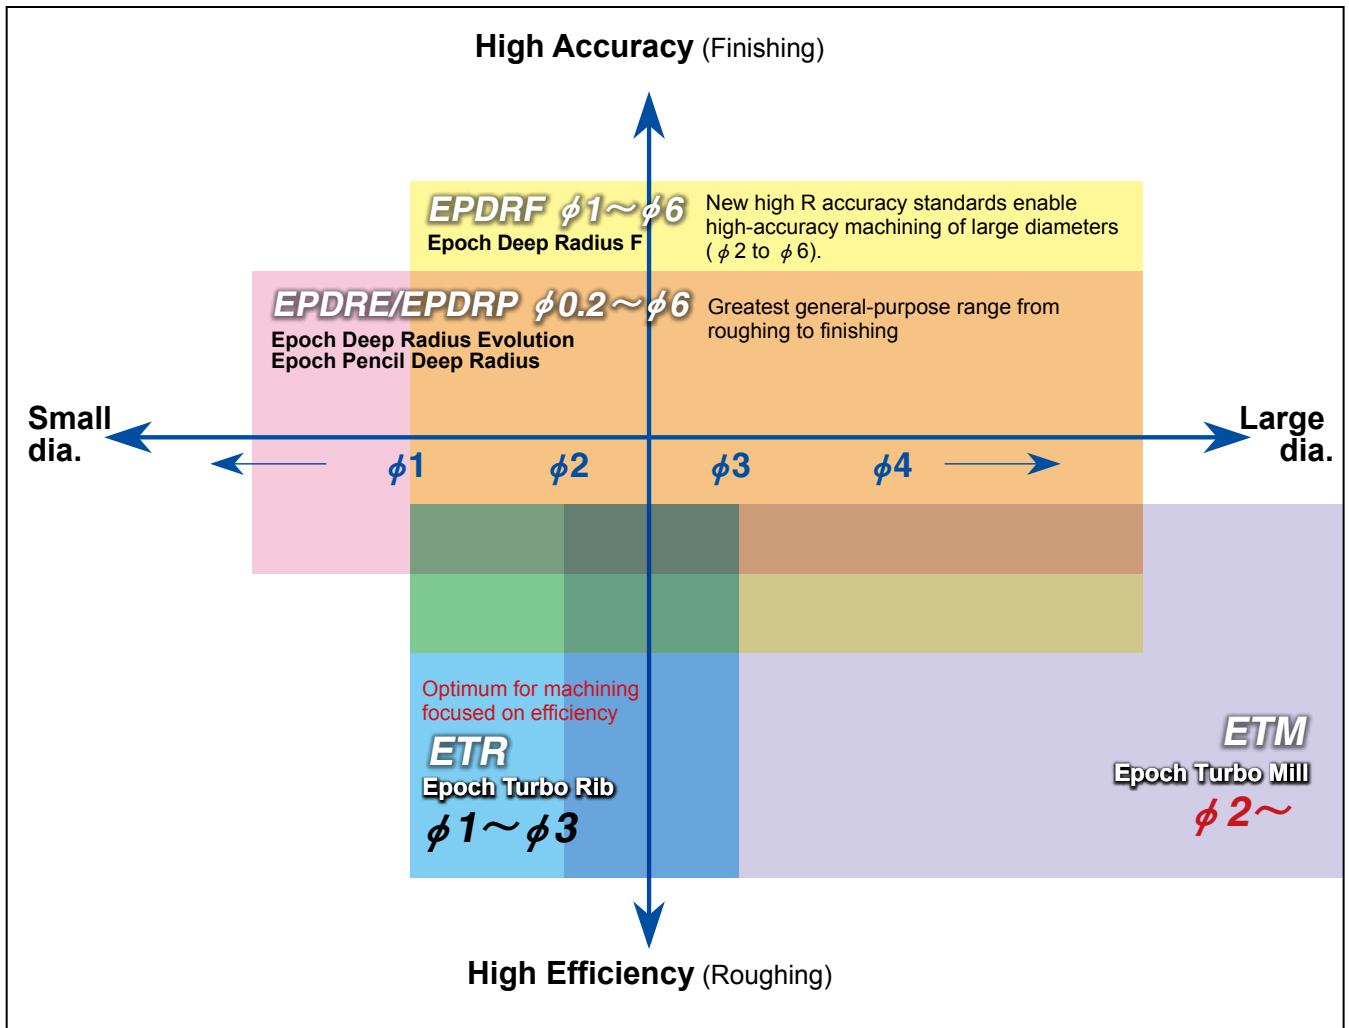 High Accuracy (Finishing)
EPDRF ϕ1～ϕ6
Epoch Deep Radius F
New high R accuracy standards enable
high-accuracy machining of large diameters
( ϕ2 to ϕ6).
EPDRE/EPDRP ϕ0.2～ϕ6
Epoch Deep Radius Evolution
Epoch Pencil Deep Radius
Greatest general-purpose range from
roughing to finishing
Small
dia.
Large
dia.
ϕ1 ϕ2 ϕ3 ϕ4
Optimum for machining
focused on efficiency
ETR
Epoch Turbo Rib
ϕ1～ϕ3
ETM
Epoch Turbo Mill
ϕ2～
High Efficiency (Roughing)